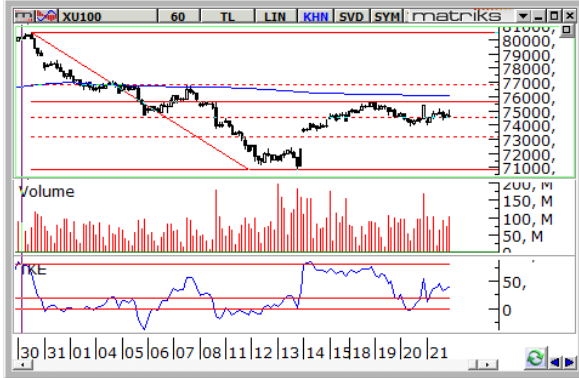 XU100 60 TL LIN KHN SVD SYM matriks
81000,
80000,
79000,
78000,
77000,
76000,
75000,
74000,
73000,
72000,
71000,
Volume
200, M
150, M
100, M
50, M
TKE
50,
0
30 31 01 04 05 06 07 08 11 12 13 14 15 18 19 20 21